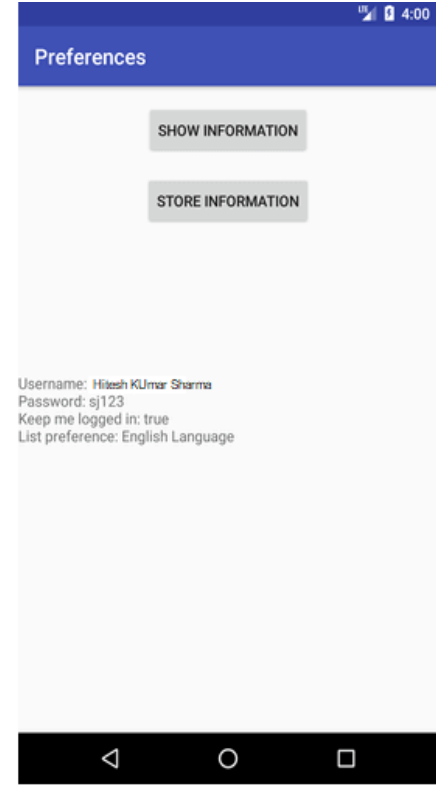 LTE 4:00
Preferences
SHOW INFORMATION
STORE INFORMATION
Username: Hitesh KUmar Sharma
Password: sj123
Keep me logged in: true
List preference: English Language